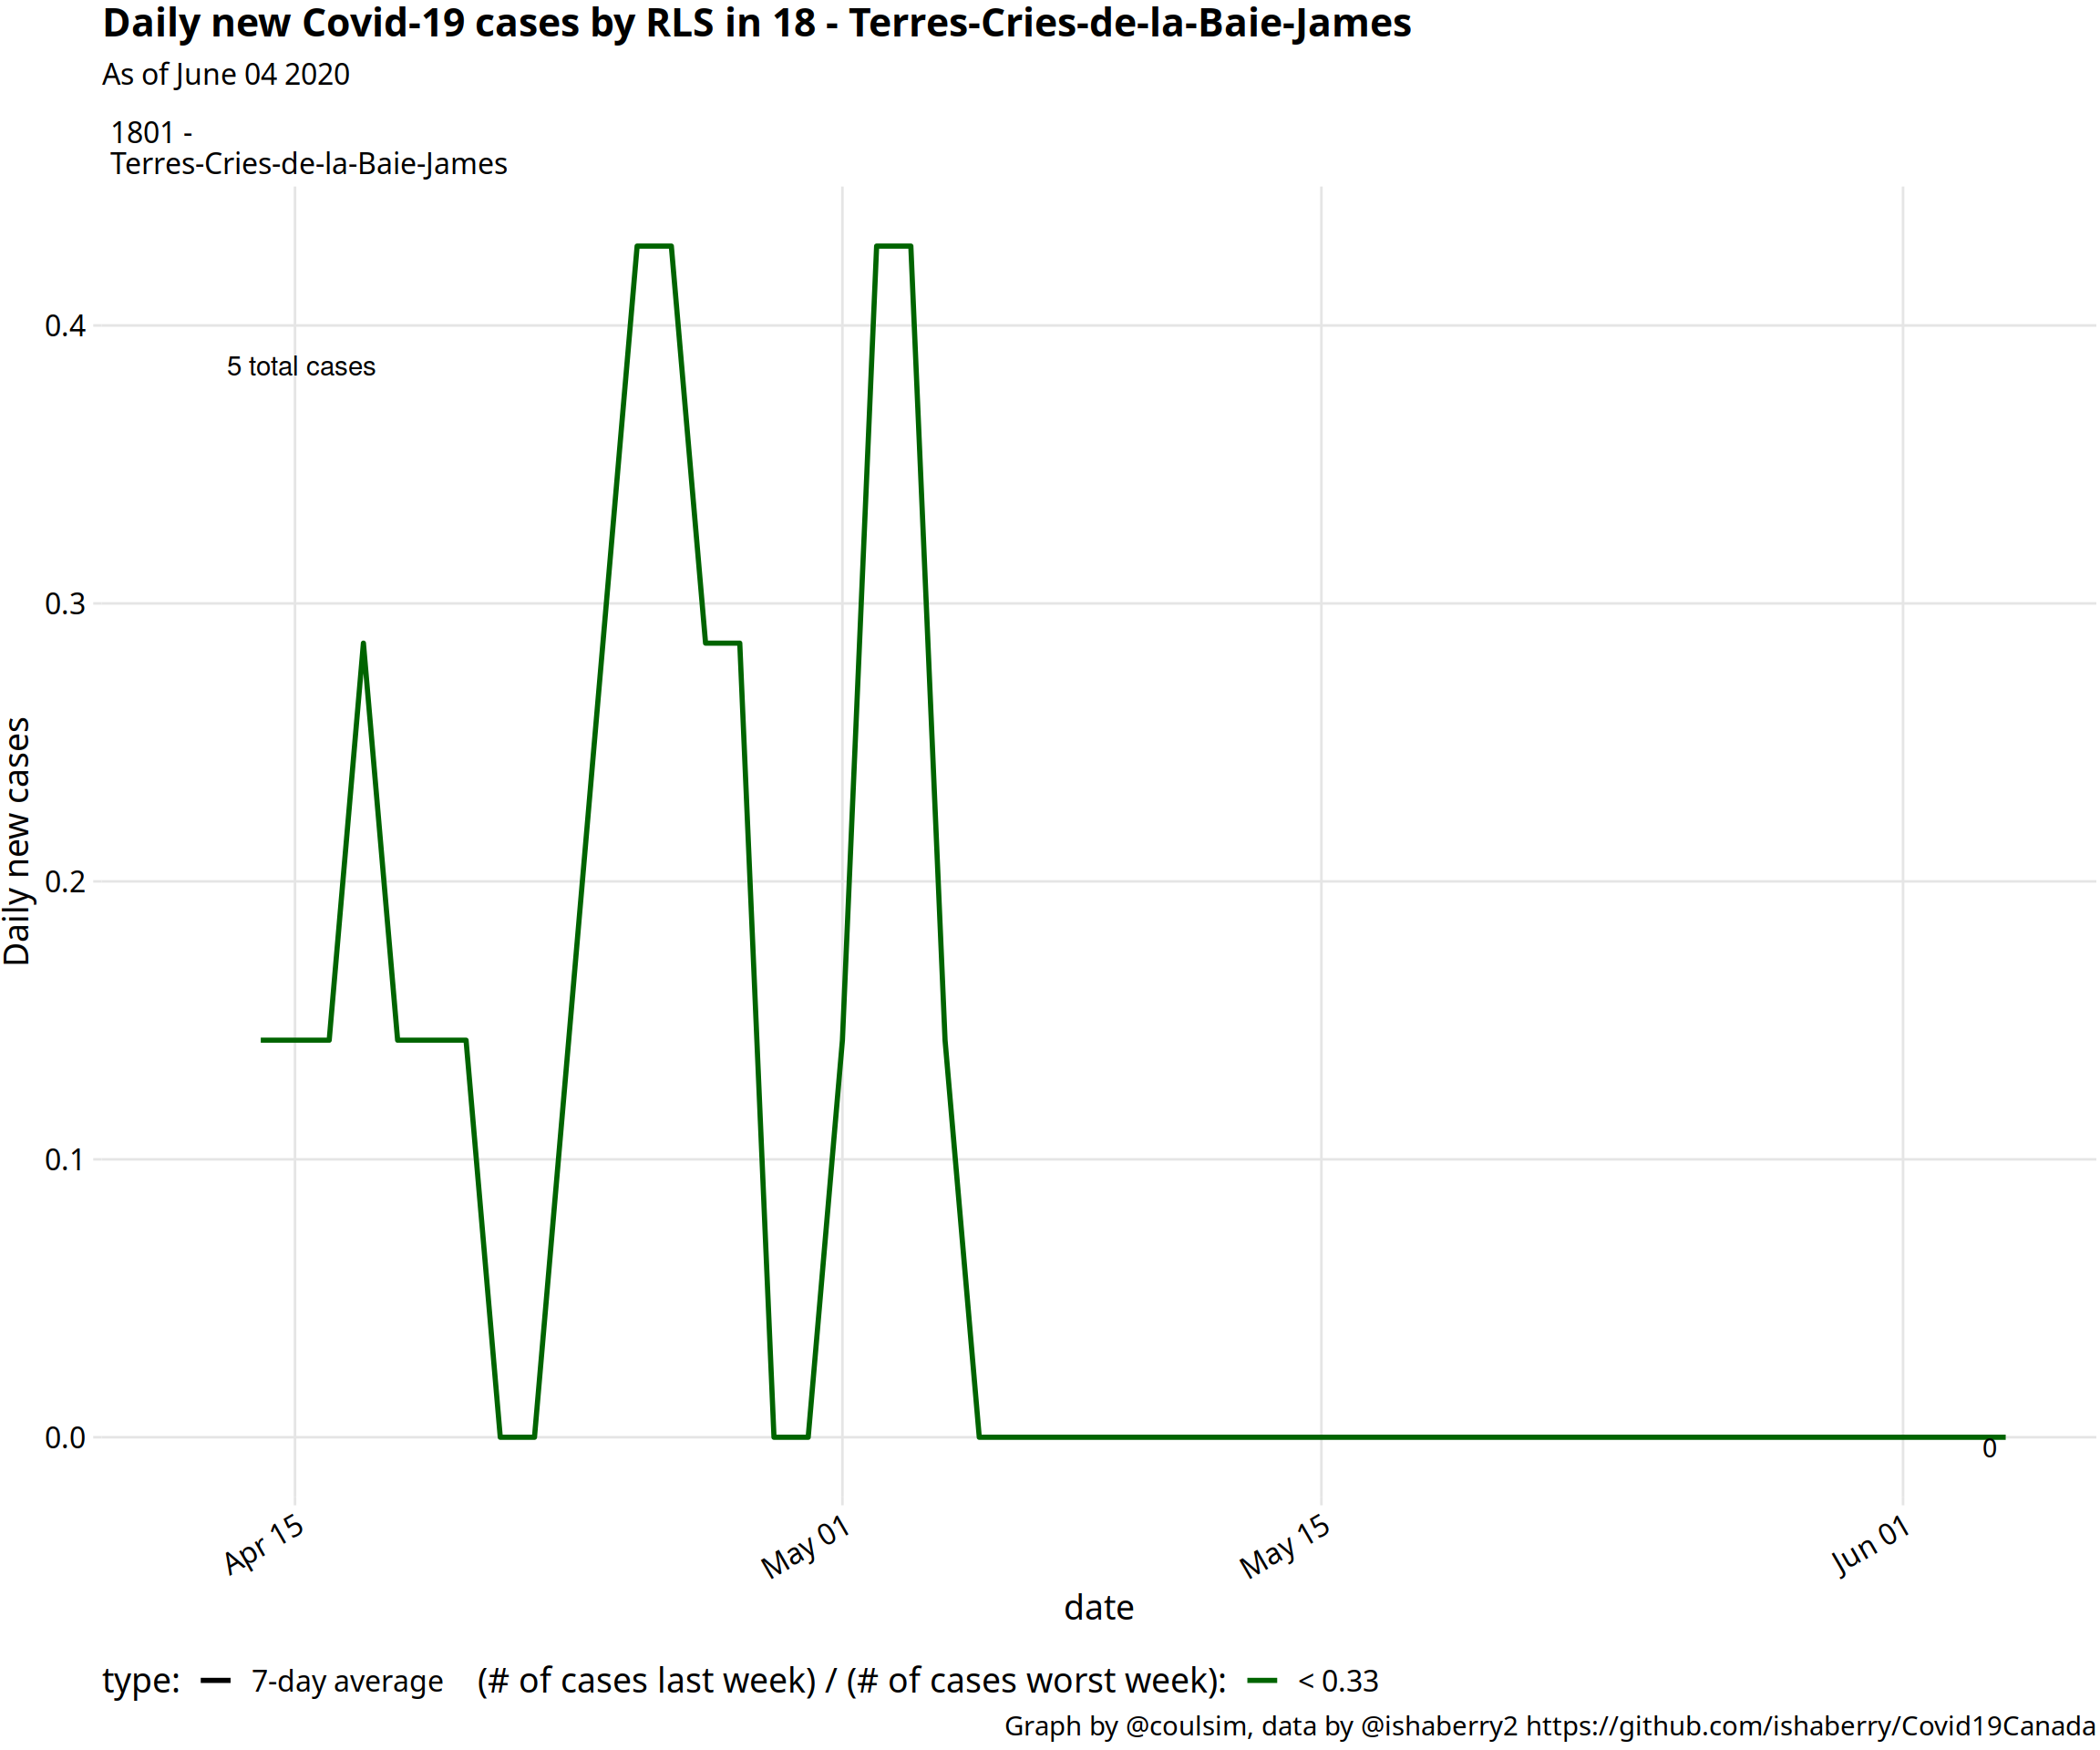 Daily new Covid-19 cases by RLS in 18 - Terres-Cries-de-la-Baie-James
As of June 04 2020
1801 -
Terres-Cries-de-la-Baie-James
0.4
5 total cases
0.3
0.2
0.1
0.0
0
Daily new cases
Apr 15
May 01
May 15
Jun 01
date
type: 7-day average (# of cases last week) / (# of cases worst week): < 0.33
Graph by @coulsim, data by @ishaberry2 https://github.com/ishaberry/Covid19Canada